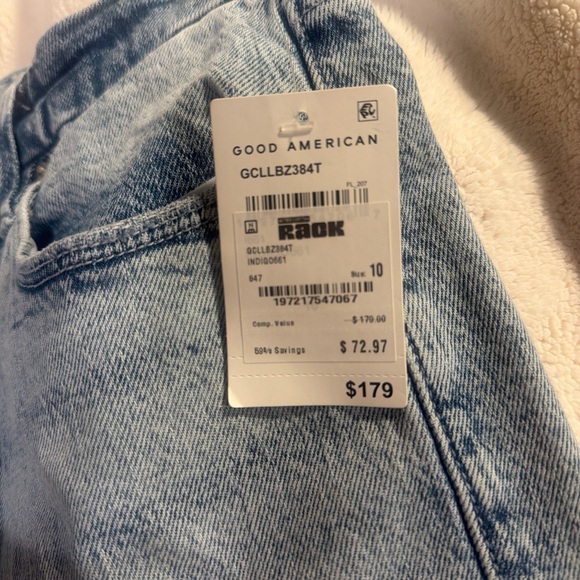 GOOD AMERICAN
GCLLBZ384T
PL_207
RACK
GCLLBZ384T
INDIGO661
647 Size: 10
197217547067
Comp. Value $ 179.00
59% Savings $ 72.97
$179